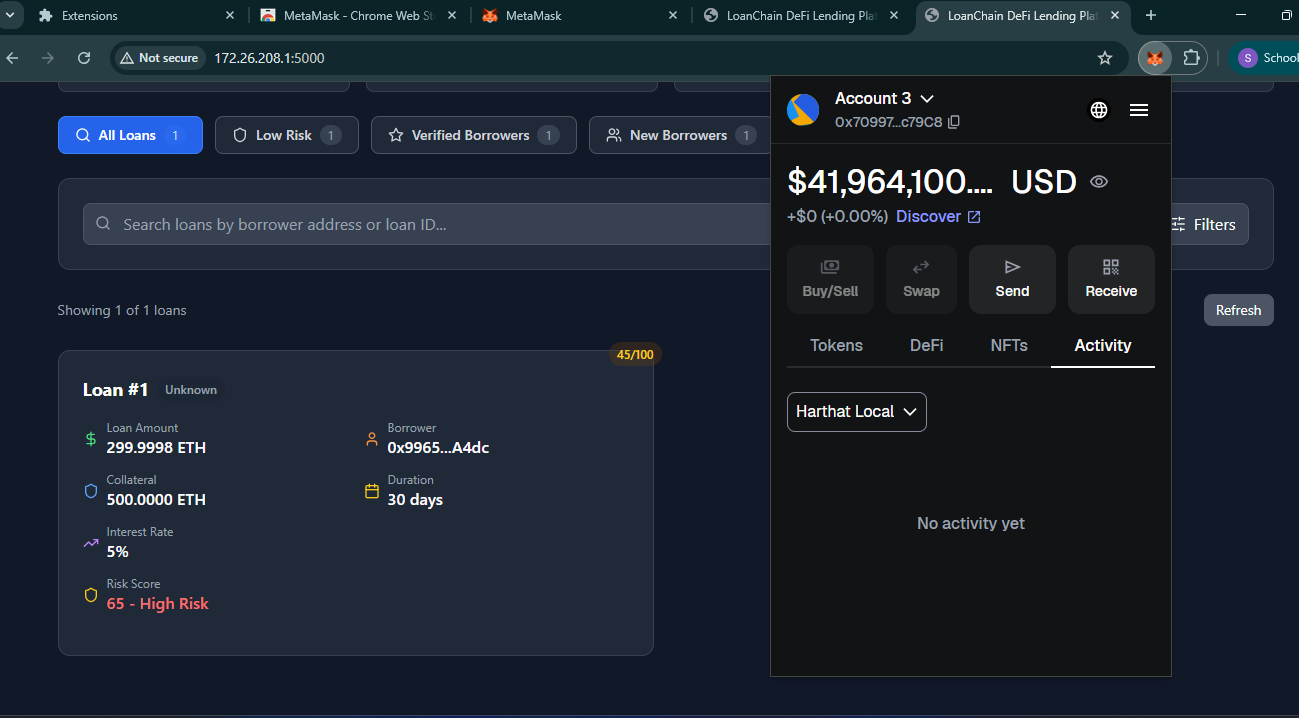 Extensions
MetaMask - Chrome Web St
MetaMask
LoanChain DeFi Lending Pla
LoanChain DeFi Lending Plat
Not secure
172.26.208.1:5000
S
School
All Loans 1
Low Risk 1
Verified Borrowers 1
New Borrowers 1
Search loans by borrower address or loan ID...
Filters
Showing 1 of 1 loans
Refresh
45/100
Loan #1 Unknown
Loan Amount
299.9998 ETH
Borrower
0x9965...A4dc
Collateral
500.0000 ETH
Duration
30 days
Interest Rate
5%
Risk Score
65 - High Risk
Account 3
0x70997...c79C8
$41,964,100.... USD
+$0 (+0.00%) Discover
Buy/Sell
Swap
Send
Receive
Tokens
DeFi
NFTs
Activity
Harthat Local
No activity yet